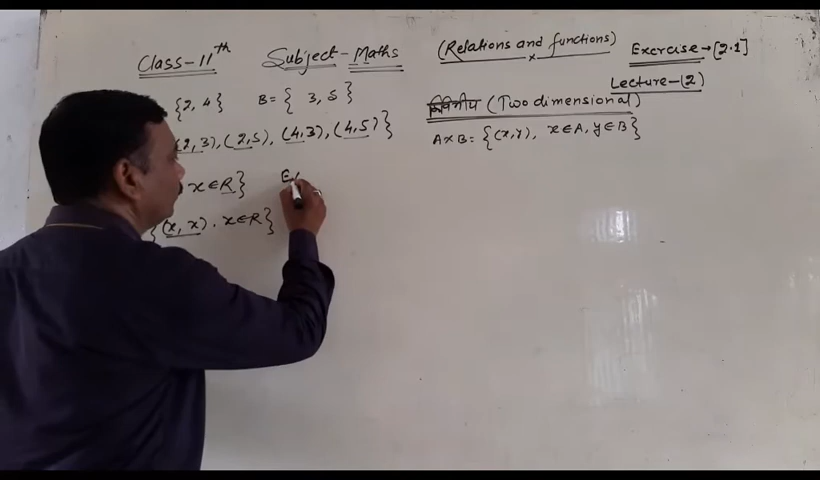 Class-11th Subject-Maths (Relations and functions) Exercise→[2.1]
Lecture-(2)
{2, 4} B={ 3, 5 } (Two dimensional)
(2,3),(2,5), (4,3),(4,5)} A×B= {(x,y), x∈A, y∈B}
x∈R}
{(x, x). x∈R}